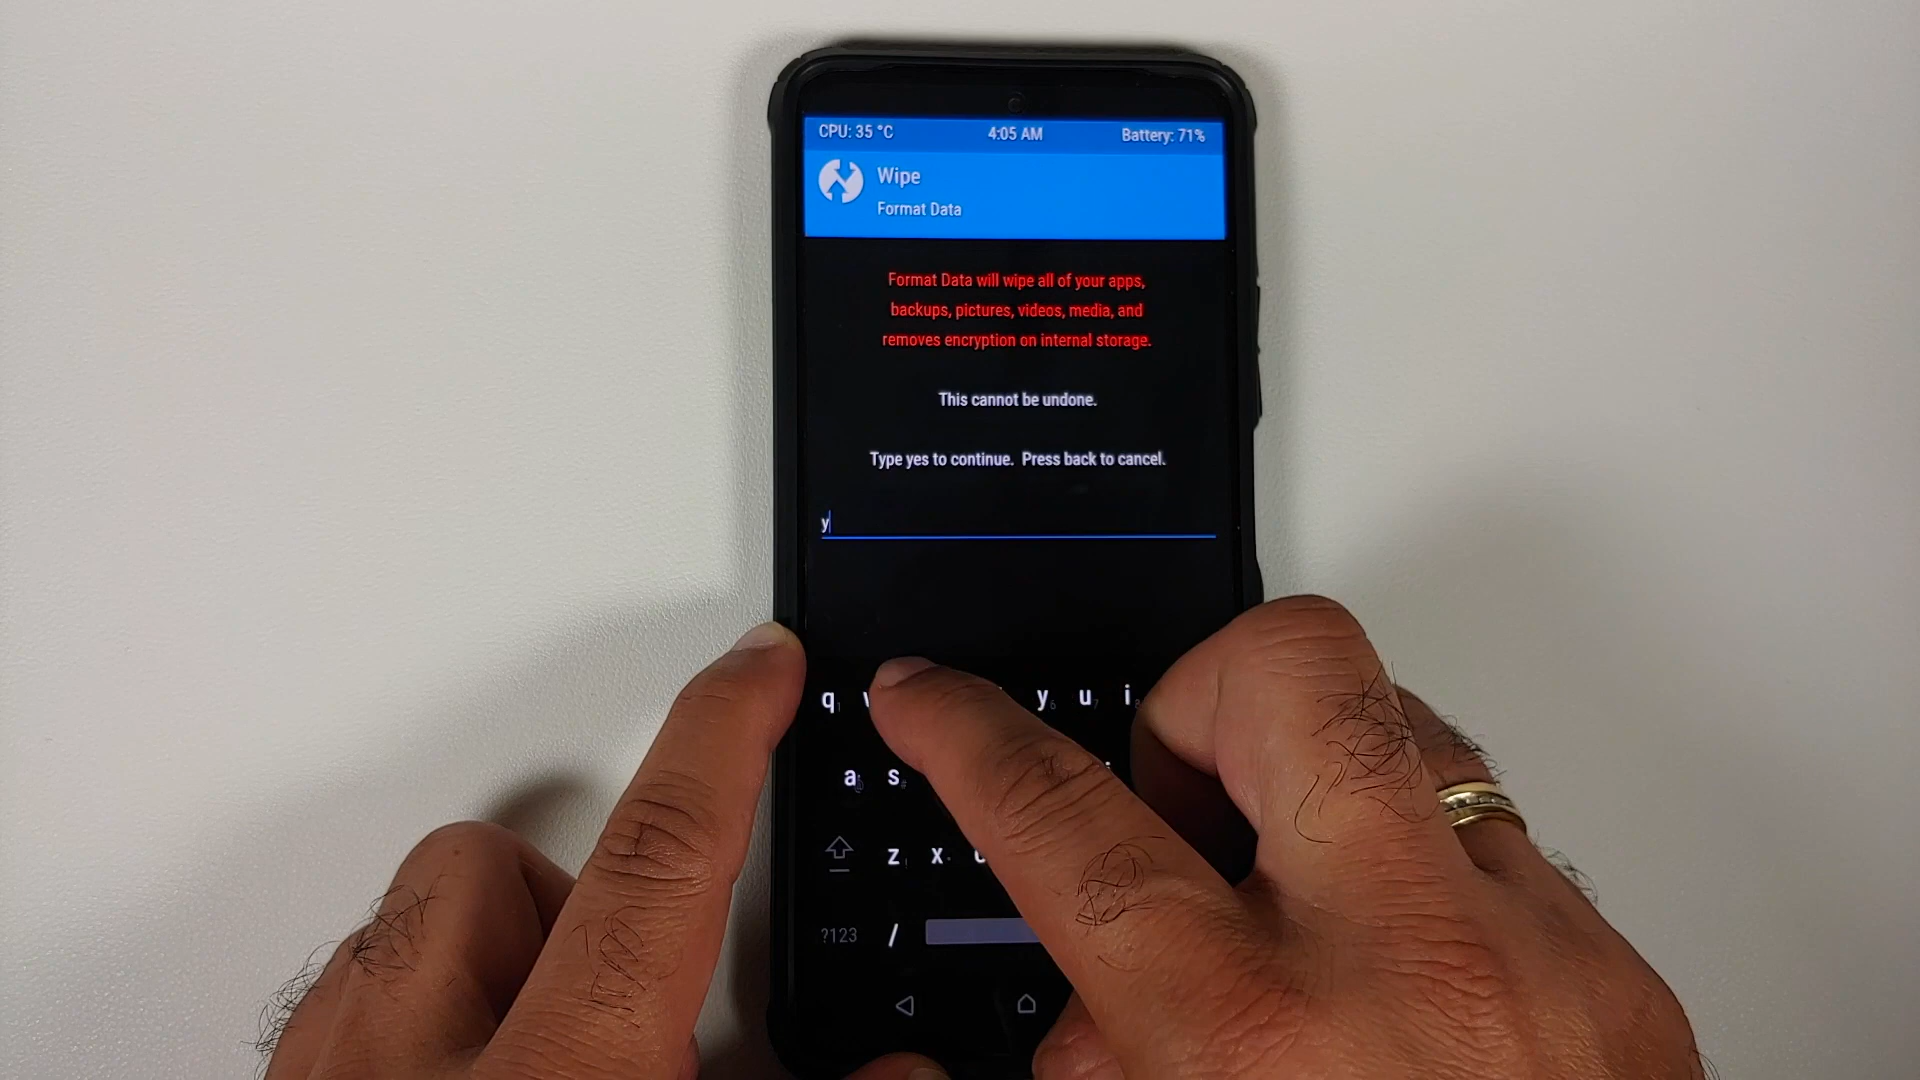 CPU: 35 °C 4:05 AM Battery: 71%
Wipe
Format Data
Format Data will wipe all of your apps,
backups, pictures, videos, media, and
removes encryption on internal storage.
This cannot be undone.
Type yes to continue.  Press back to cancel.
y
q y u i
a s
z x
?123 /